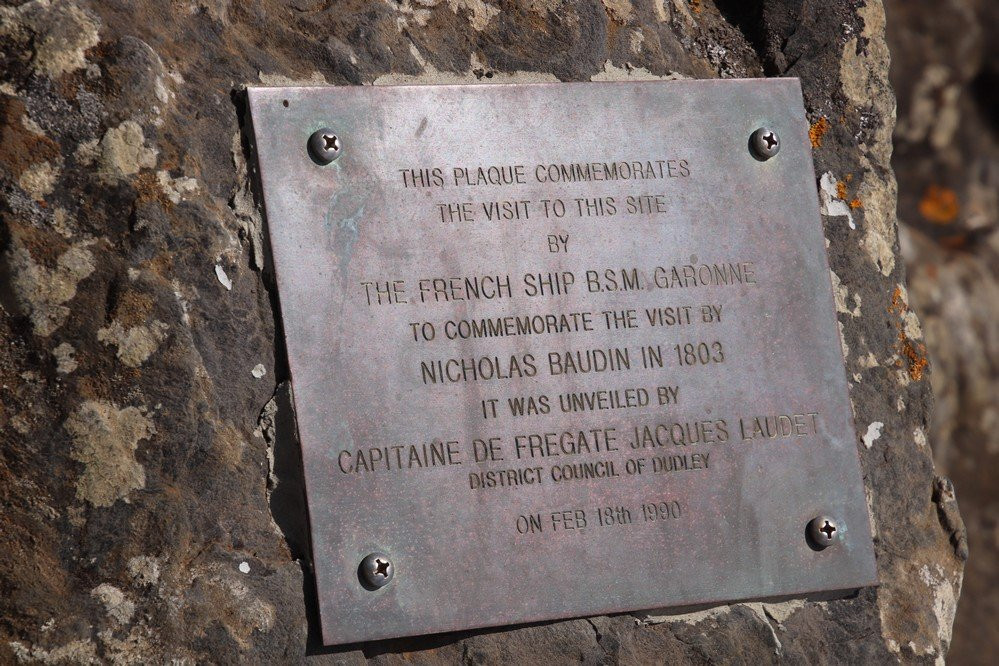 THIS PLAQUE COMMEMORATES
THE VISIT TO THIS SITE
BY
THE FRENCH SHIP B.S.M. GARONNE
TO COMMEMORATE THE VISIT BY
NICHOLAS BAUDIN IN 1803
IT WAS UNVEILED BY
CAPITAINE DE FREGATE JACQUES LAUDET
DISTRICT COUNCIL OF DUDLEY
ON FEB 18th 1990